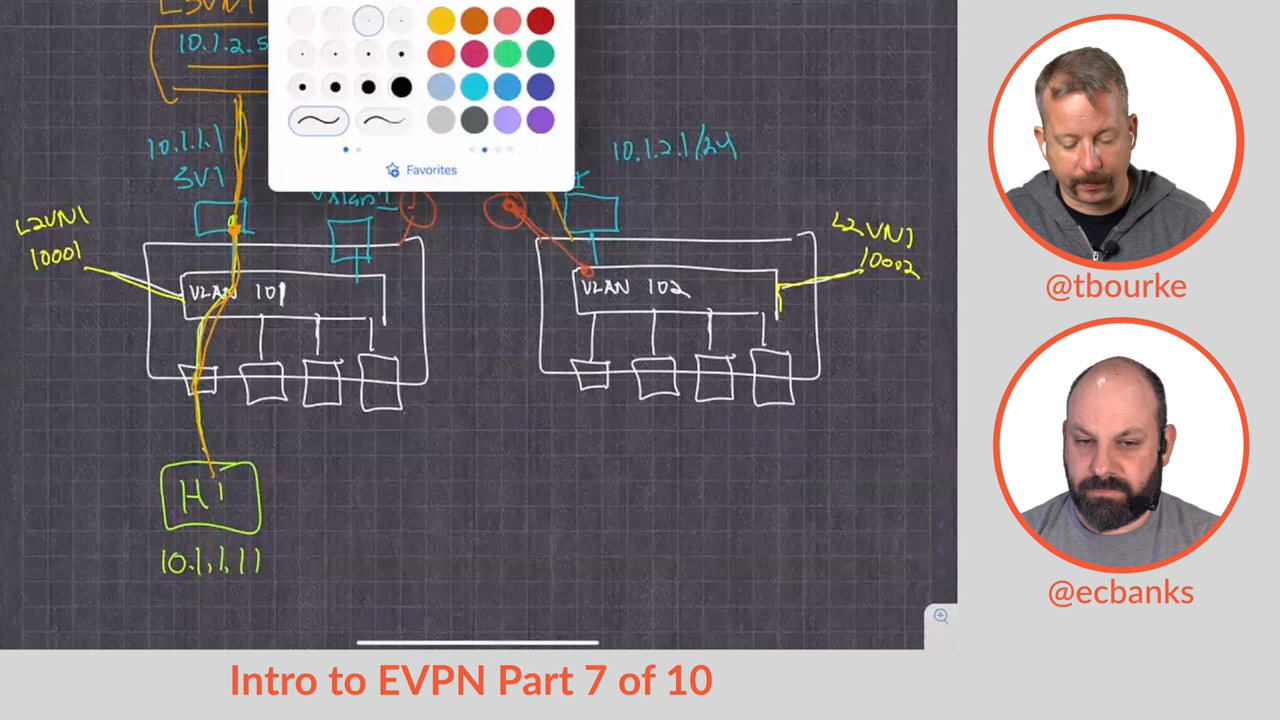 L3VNI
10.1.2.5
Favorites
10.1.1.1
SVI
10.1.2.1/24
L2VNI
10001
L2VNI
10002
VLAN 101
VLAN 102
H1
10.1.1.11
@tbourke
@ecbanks
Intro to EVPN Part 7 of 10